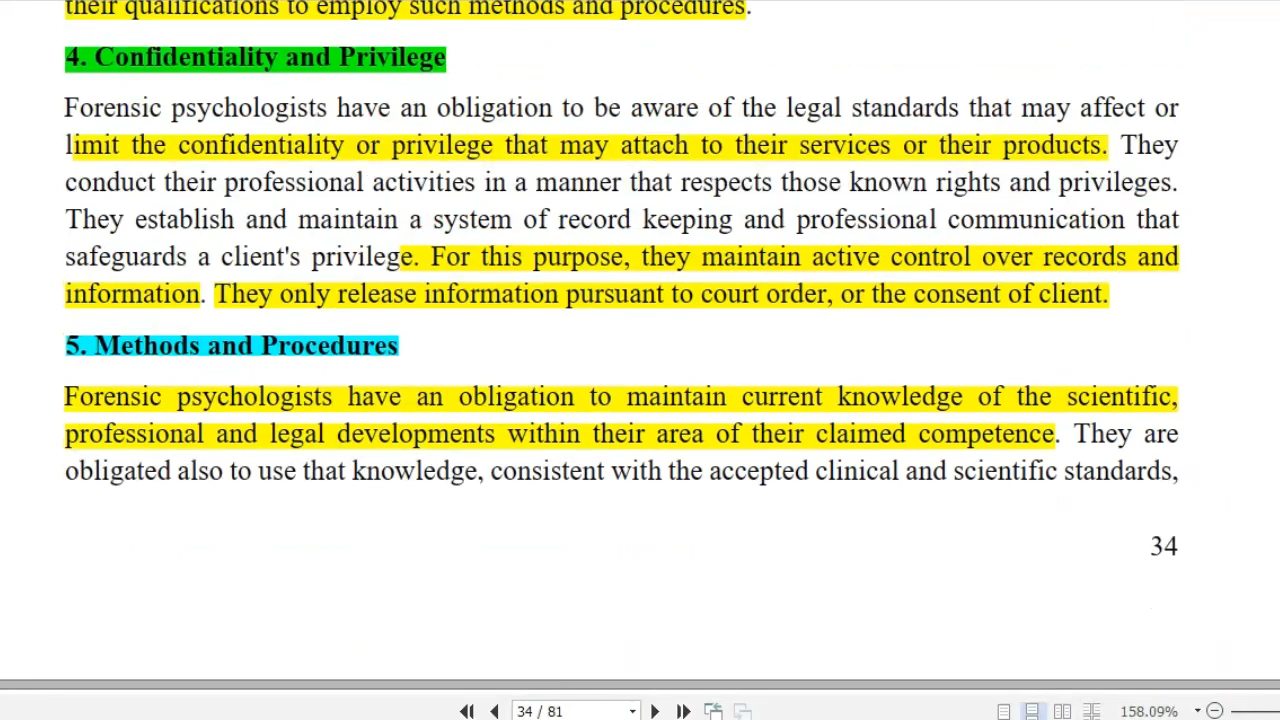 their qualifications to employ such methods and procedures.
4. Confidentiality and Privilege
Forensic psychologists have an obligation to be aware of the legal standards that may affect or
limit the confidentiality or privilege that may attach to their services or their products. They
conduct their professional activities in a manner that respects those known rights and privileges.
They establish and maintain a system of record keeping and professional communication that
safeguards a client's privilege. For this purpose, they maintain active control over records and
information. They only release information pursuant to court order, or the consent of client.
5. Methods and Procedures
Forensic psychologists have an obligation to maintain current knowledge of the scientific,
professional and legal developments within their area of their claimed competence. They are
obligated also to use that knowledge, consistent with the accepted clinical and scientific standards,
34
34 / 81
158.09%